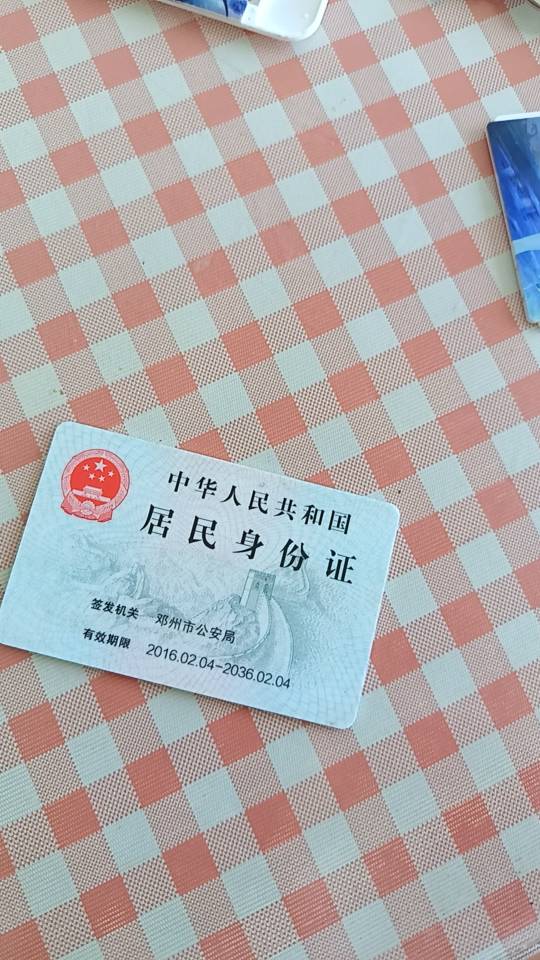 中华人民共和国
居民身份证
签发机关 邓州市公安局
有效期限 2016.02.04-2036.02.04